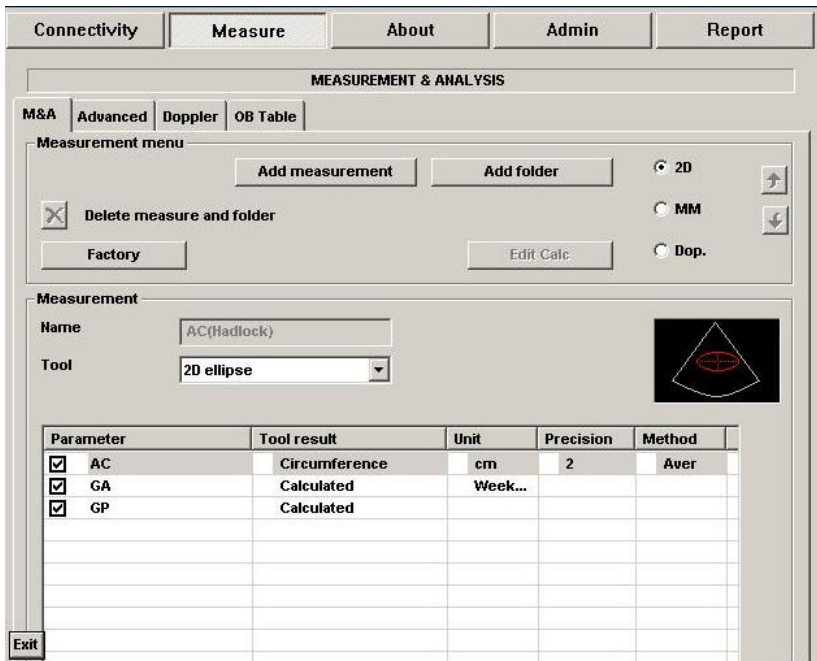 Connectivity Measure About Admin Report
MEASUREMENT & ANALYSIS
M&A Advanced Doppler OB Table
Measurement menu
Add measurement Add folder 2D
Delete measure and folder MM
Factory Edit Calc Dop.
Measurement
Name AC(Hadlock)
Tool 2D ellipse
Parameter Tool result Unit Precision Method
AC Circumference cm 2 Aver
GA Calculated Week...
GP Calculated
Exit